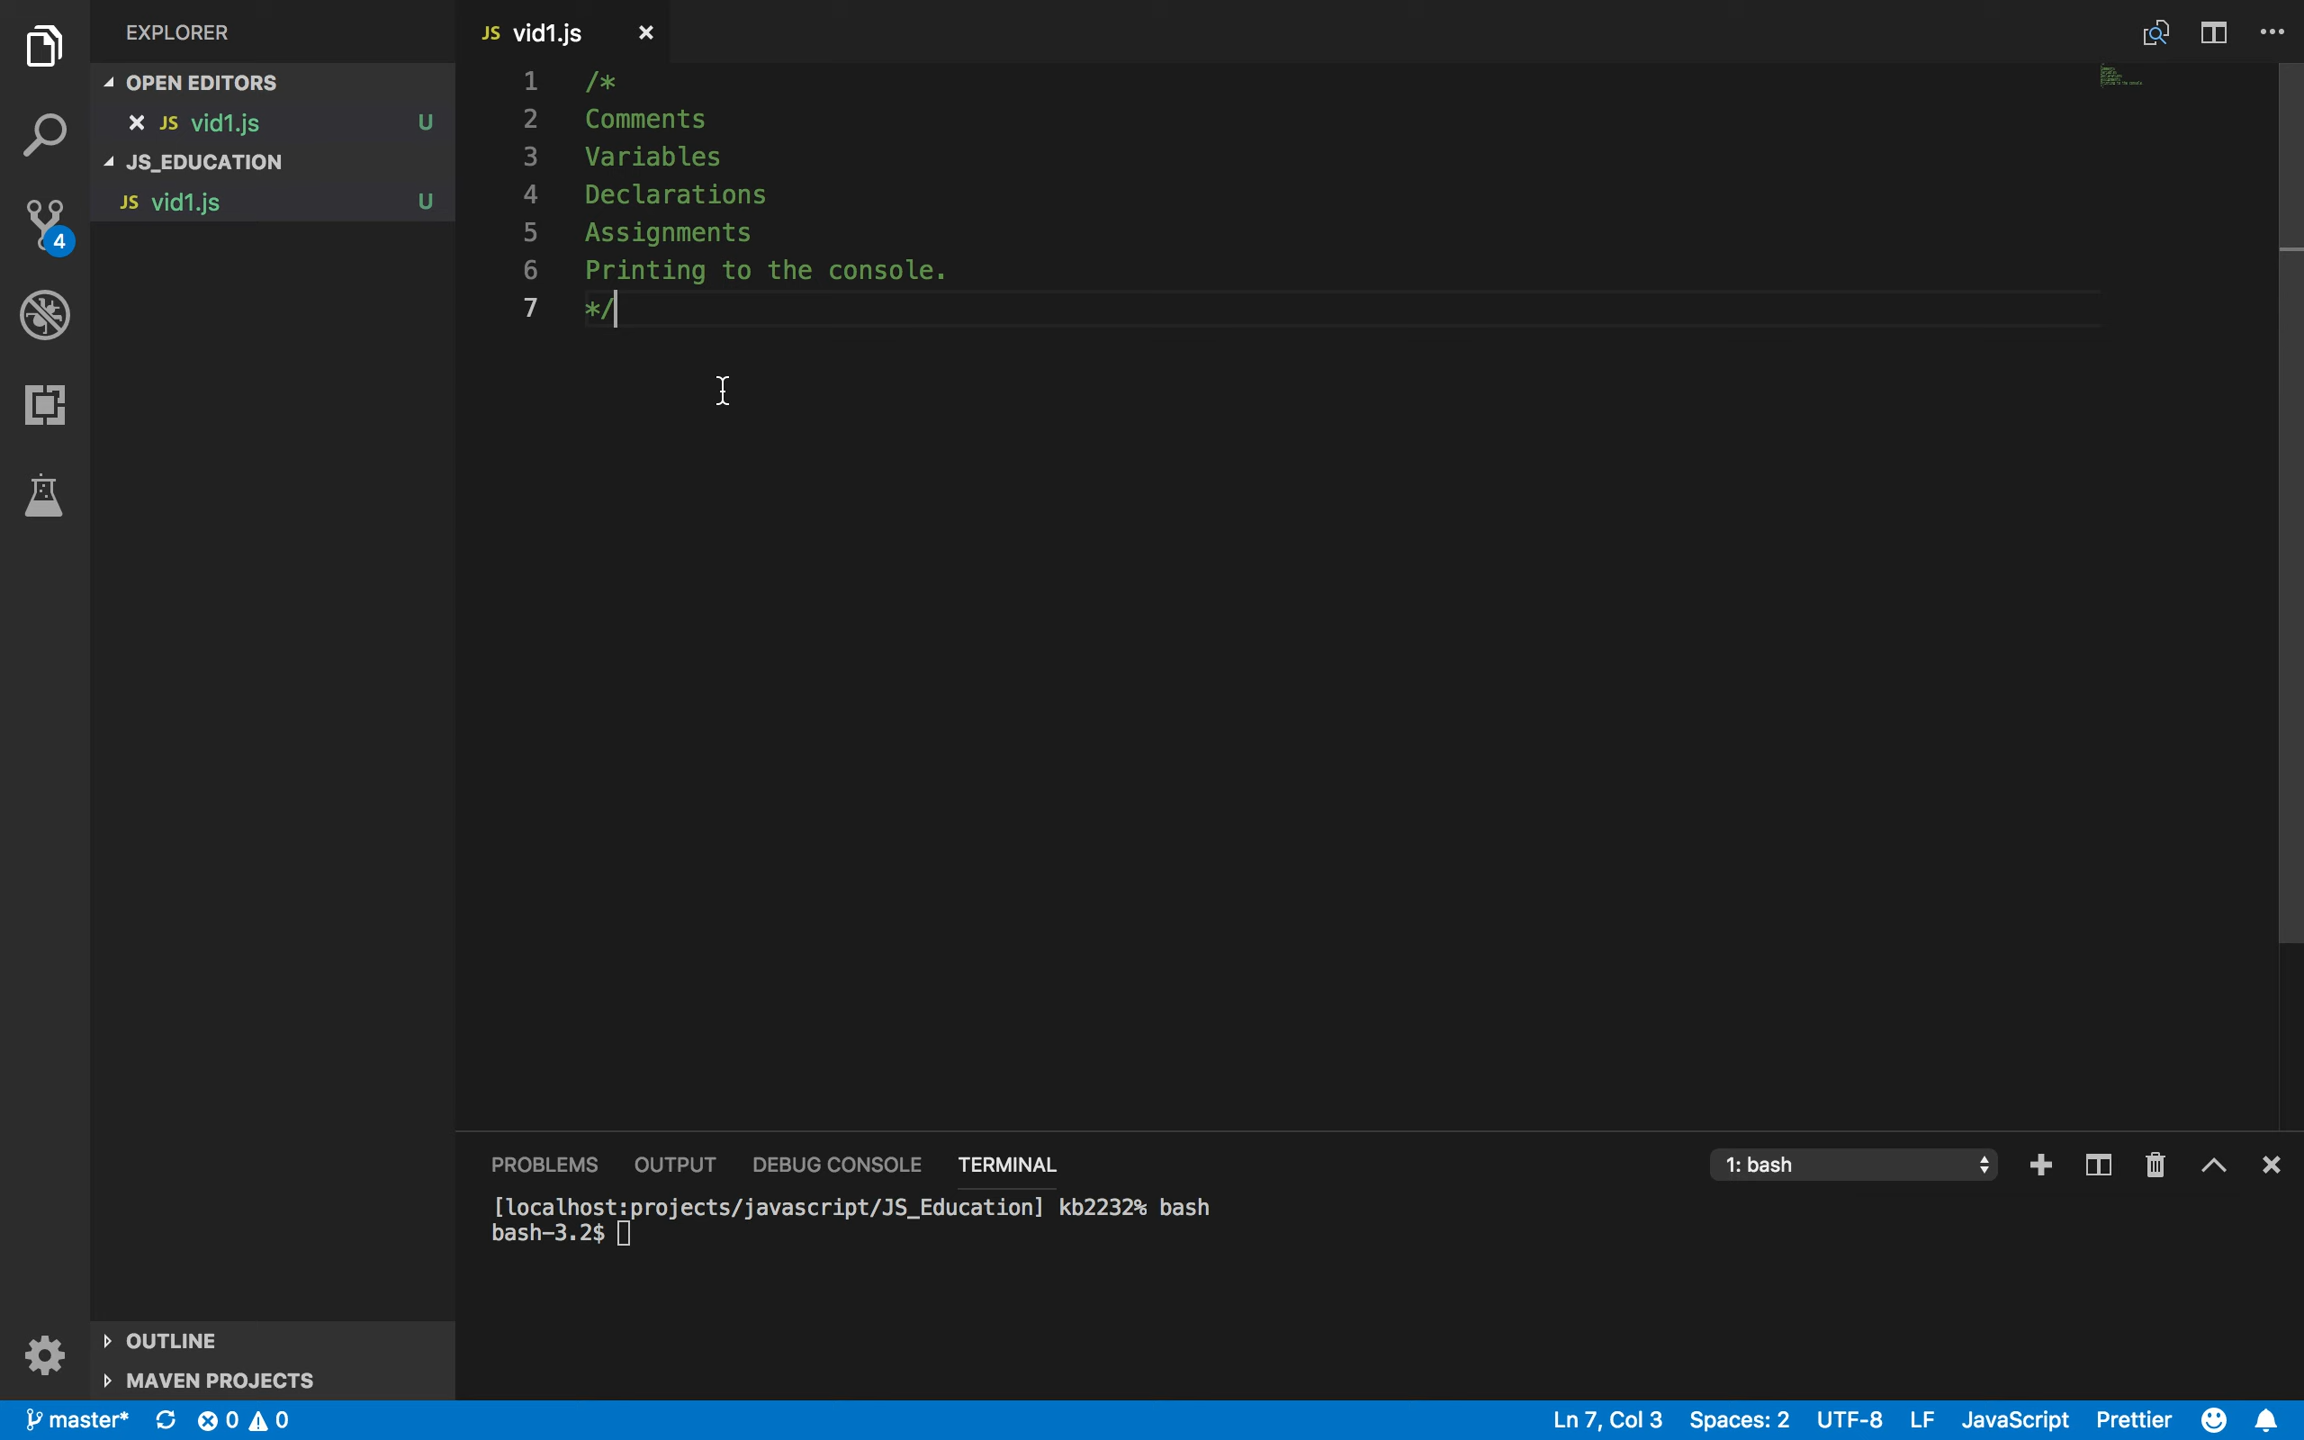 EXPLORER
OPEN EDITORS
JS vid1.js U
JS_EDUCATION
JS vid1.js U
OUTLINE
MAVEN PROJECTS
4
JS vid1.js
1 /*
2 Comments
3 Variables
4 Declarations
5 Assignments
6 Printing to the console.
7 */
PROBLEMS OUTPUT DEBUG CONSOLE TERMINAL 1: bash
[localhost:projects/javascript/JS_Education] kb2232% bash
bash-3.2$
master* 0 0 Ln 7, Col 3 Spaces: 2 UTF-8 LF JavaScript Prettier